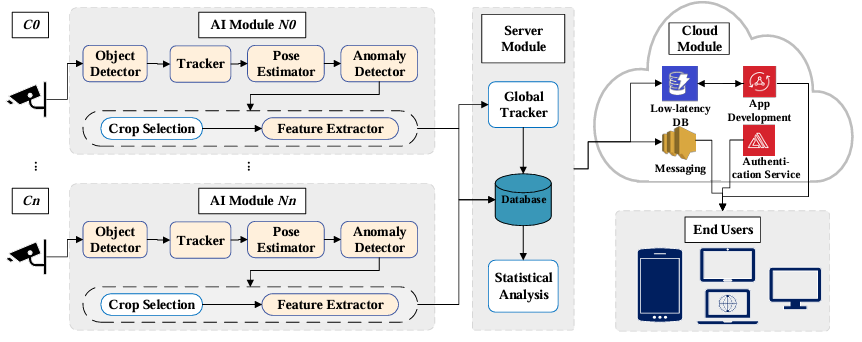 C0
AI Module N0
Object
Detector
Tracker
Pose
Estimator
Anomaly
Detector
Crop Selection
Feature Extractor
Cn
AI Module Nn
Object
Detector
Tracker
Pose
Estimator
Anomaly
Detector
Crop Selection
Feature Extractor
Server
Module
Global
Tracker
Database
Statistical
Analysis
Cloud
Module
Low-latency
DB
App
Development
Messaging
Authenti-
cation Service
End Users